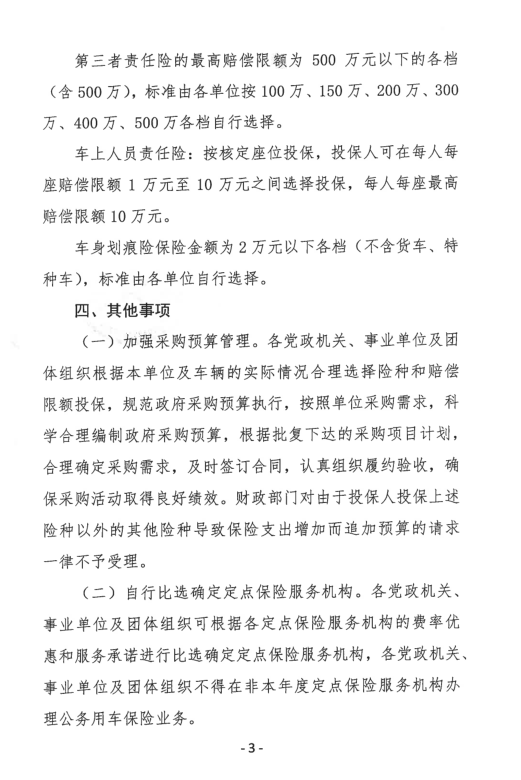 第三者责任险的最高赔偿限额为 500 万元以下的各档
（含 500 万），标准由各单位按 100 万、150 万、200 万、300
万、400 万、500 万各档自行选择。
车上人员责任险：按核定座位投保，投保人可在每人每
座赔偿限额 1 万元至 10 万元之间选择投保，每人每座最高
赔偿限额 10 万元。
车身划痕险保险金额为 2 万元以下各档（不含货车、特
种车），标准由各单位自行选择。
四、其他事项
（一）加强采购预算管理。各党政机关、事业单位及团
体组织根据本单位及车辆的实际情况合理选择险种和赔偿
限额投保，规范政府采购预算执行，按照单位采购需求，科
学合理编制政府采购预算，根据批复下达的采购项目计划，
合理确定采购需求，及时签订合同，认真组织履约验收，确
保采购活动取得良好绩效。财政部门对由于投保人投保上述
险种以外的其他险种导致保险支出增加而追加预算的请求
一律不予受理。
（二）自行比选确定定点保险服务机构。各党政机关、
事业单位及团体组织可根据各定点保险服务机构的费率优
惠和服务承诺进行比选确定定点保险服务机构，各党政机关、
事业单位及团体组织不得在非本年度定点保险服务机构办
理公务用车保险业务。
- 3 -